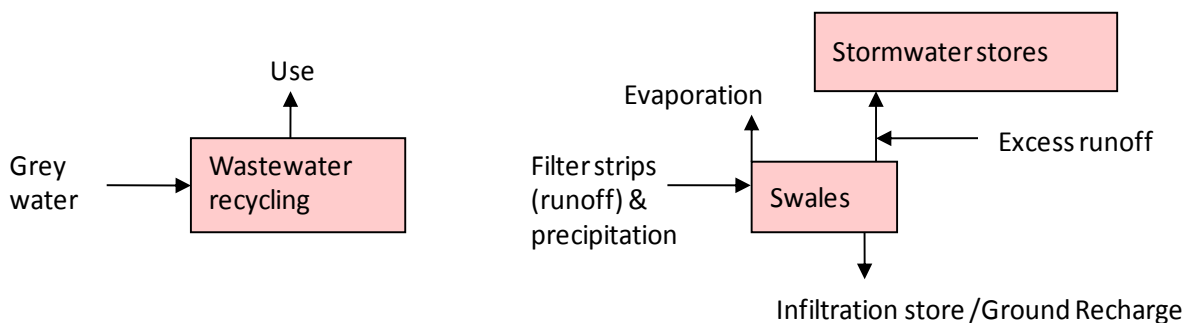 Use
Grey
water
Wastewater
recycling
Stormwater stores
Evaporation
Excess runoff
Filter strips
(runoff) &
precipitation
Swales
Infiltration store /Ground Recharge